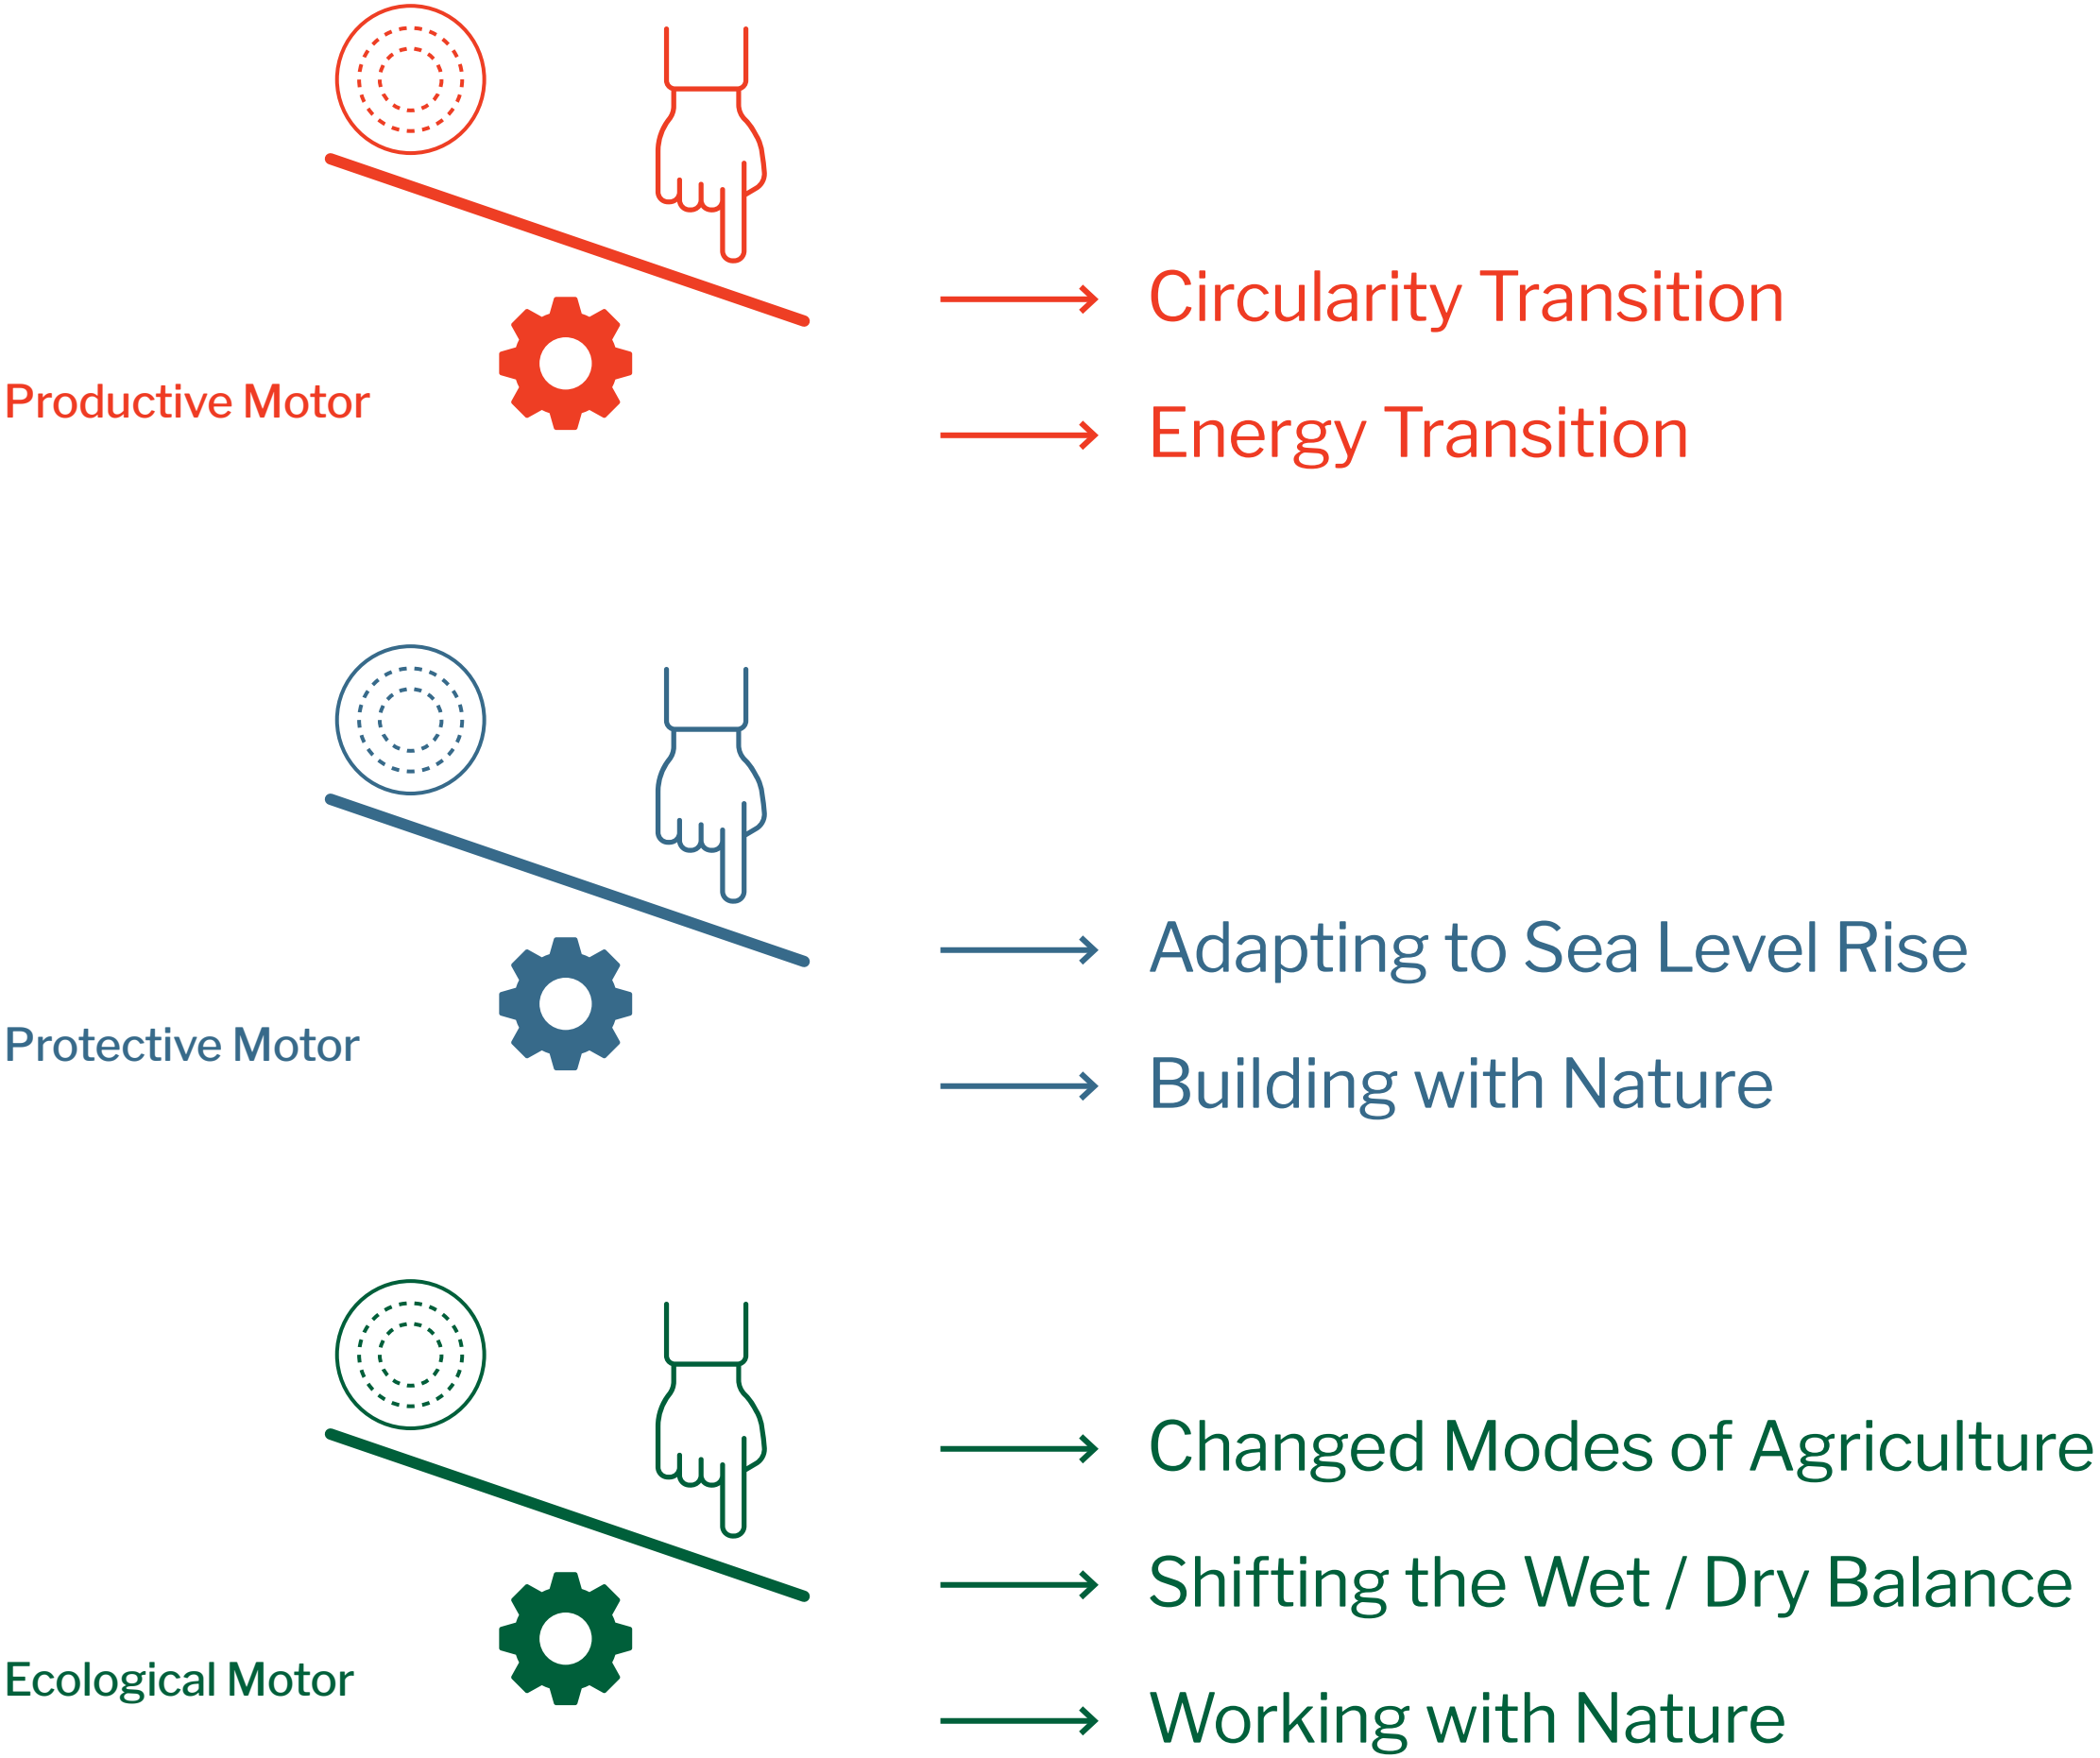 Productive Motor
Circularity Transition
Energy Transition
Protective Motor
Adapting to Sea Level Rise
Building with Nature
Ecological Motor
Changed Modes of Agriculture
Shifting the Wet / Dry Balance
Working with Nature